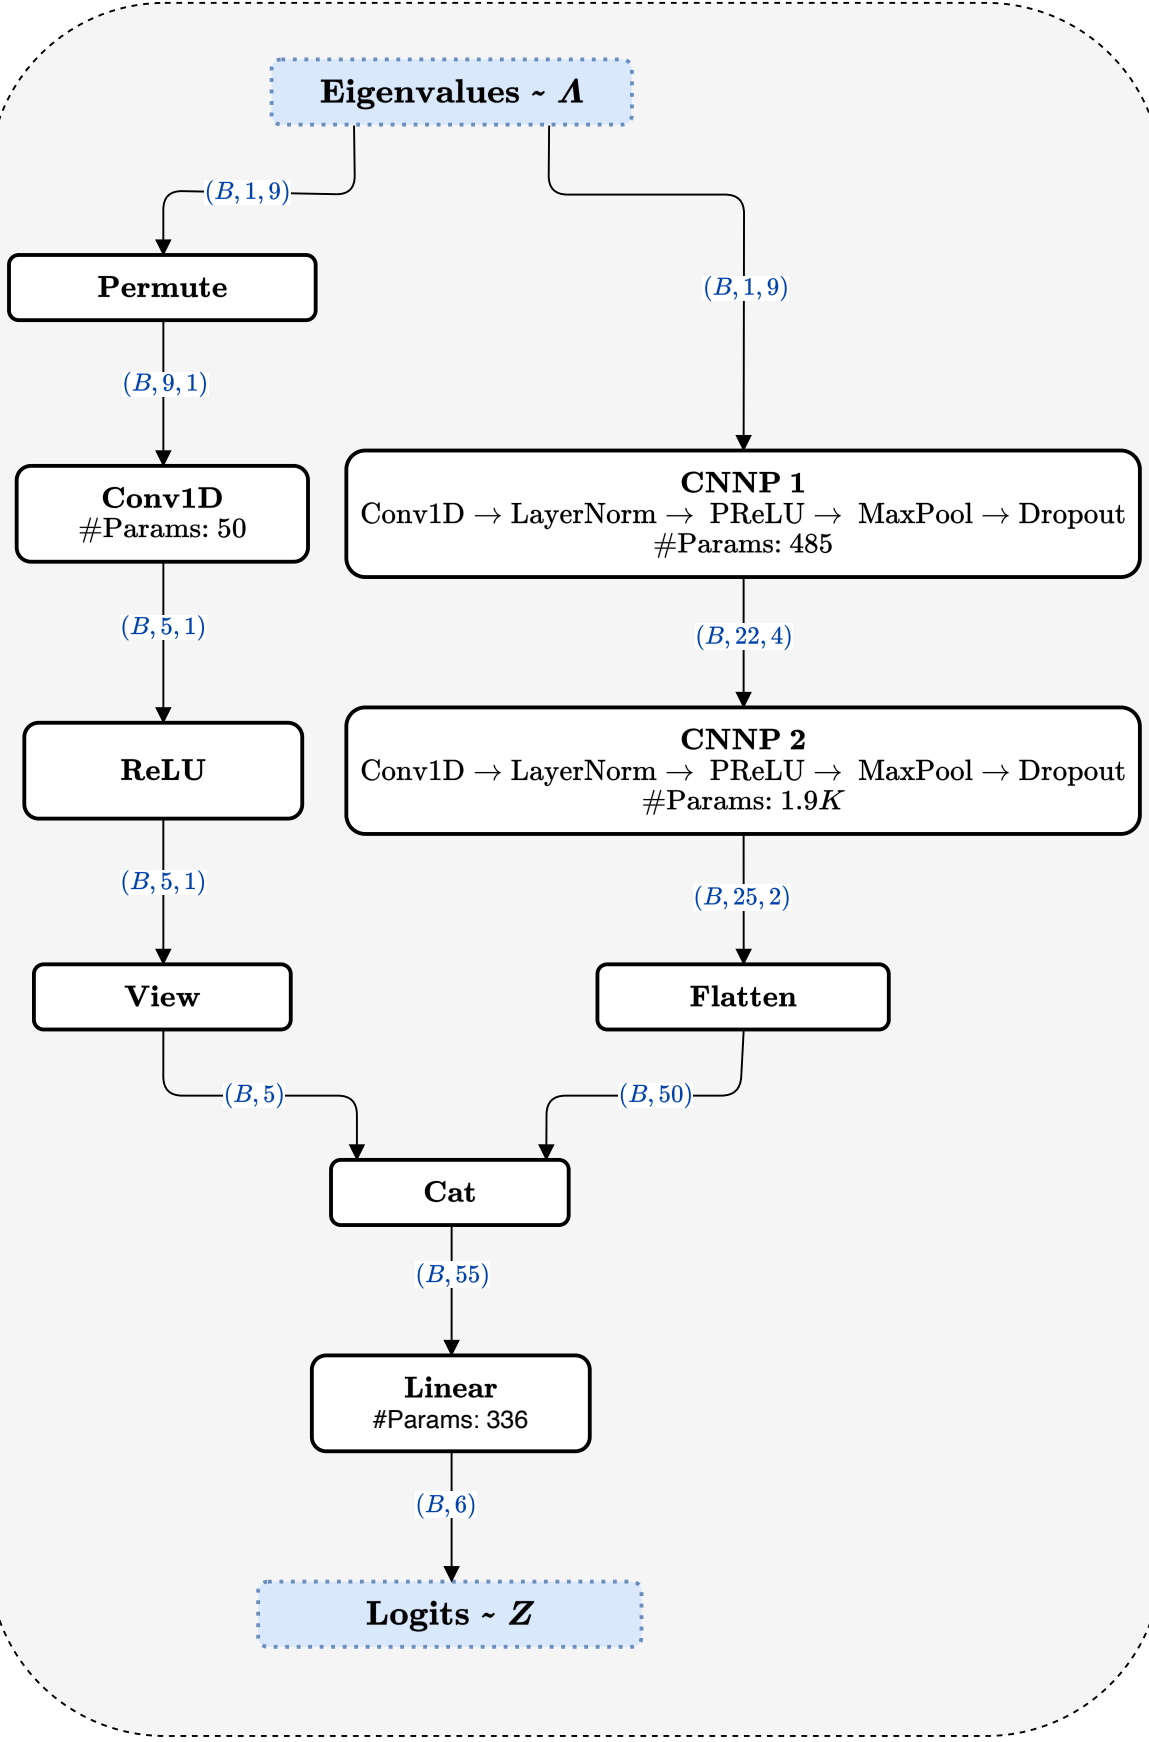 Eigenvalues ~ Λ
(B, 1, 9)
Permute
(B, 1, 9)
(B, 9, 1)
Conv1D
#Params: 50
CNNP 1
Conv1D → LayerNorm → PReLU → MaxPool → Dropout
#Params: 485
(B, 5, 1)
(B, 22, 4)
ReLU
CNNP 2
Conv1D → LayerNorm → PReLU → MaxPool → Dropout
#Params: 1.9K
(B, 5, 1)
(B, 25, 2)
View
Flatten
(B, 5)
(B, 50)
Cat
(B, 55)
Linear
#Params: 336
(B, 6)
Logits ~ Z